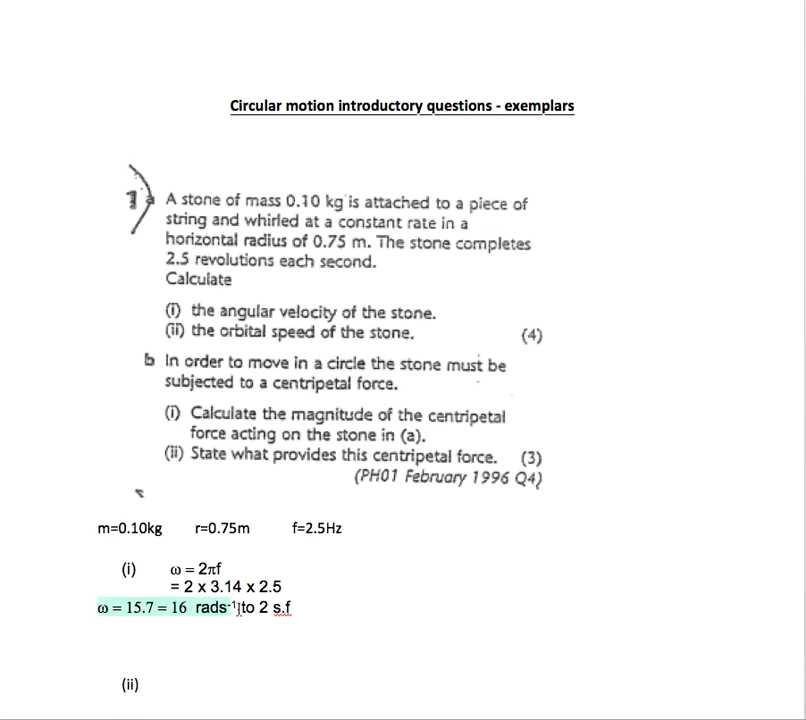 Circular motion introductory questions - exemplars
1 a A stone of mass 0.10 kg is attached to a piece of
string and whirled at a constant rate in a
horizontal radius of 0.75 m. The stone completes
2.5 revolutions each second.
Calculate
(i) the angular velocity of the stone.
(ii) the orbital speed of the stone. (4)
b In order to move in a circle the stone must be
subjected to a centripetal force.
(i) Calculate the magnitude of the centripetal
force acting on the stone in (a).
(ii) State what provides this centripetal force. (3)
(PH01 February 1996 Q4)
m=0.10kg r=0.75m f=2.5Hz
(i) ω = 2πf
= 2 x 3.14 x 2.5
ω = 15.7 = 16 rads⁻¹ to 2 s.f
(ii)